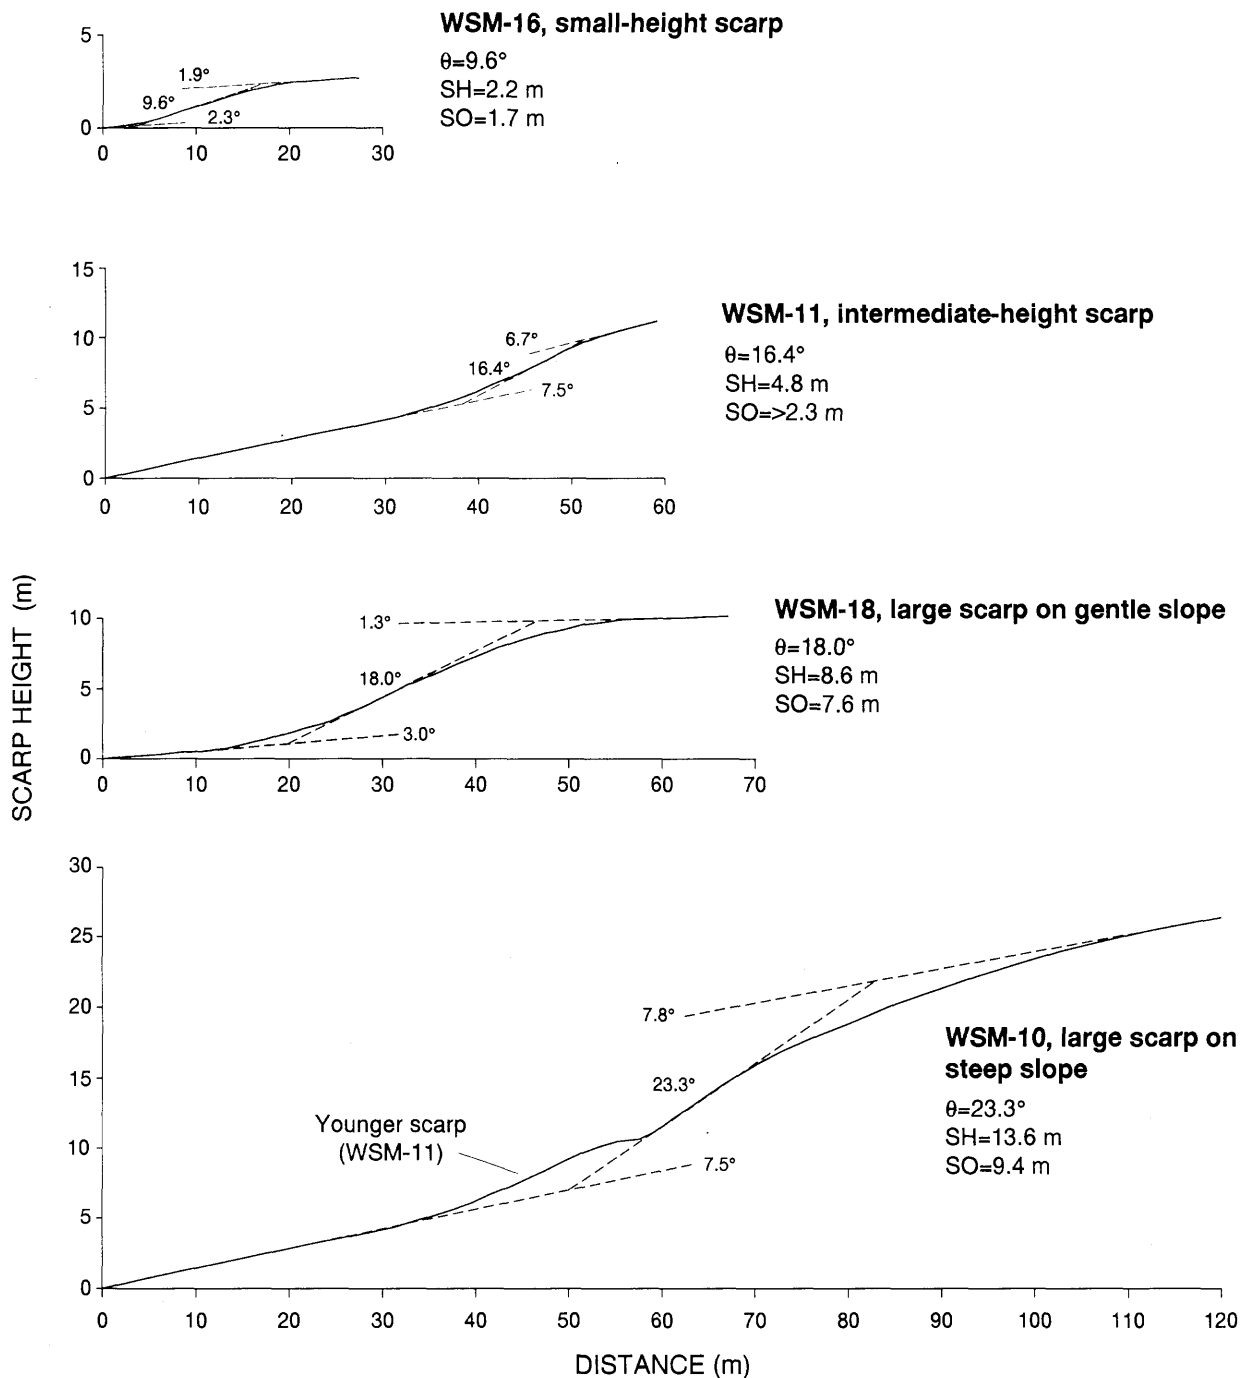 WSM-16, small-height scarp
θ=9.6°
SH=2.2 m
SO=1.7 m
5
0
1.9°
9.6°
2.3°
0 10 20 30
WSM-11, intermediate-height scarp
θ=16.4°
SH=4.8 m
SO=>2.3 m
15
10
5
0
6.7°
16.4°
7.5°
0 10 20 30 40 50 60
SCARP HEIGHT (m)
WSM-18, large scarp on gentle slope
θ=18.0°
SH=8.6 m
SO=7.6 m
10
5
0
1.3°
18.0°
3.0°
0 10 20 30 40 50 60 70
30
25
20
15
10
5
0
7.8°
23.3°
7.5°
Younger scarp
(WSM-11)
WSM-10, large scarp on
steep slope
θ=23.3°
SH=13.6 m
SO=9.4 m
0 10 20 30 40 50 60 70 80 90 100 110 120
DISTANCE (m)